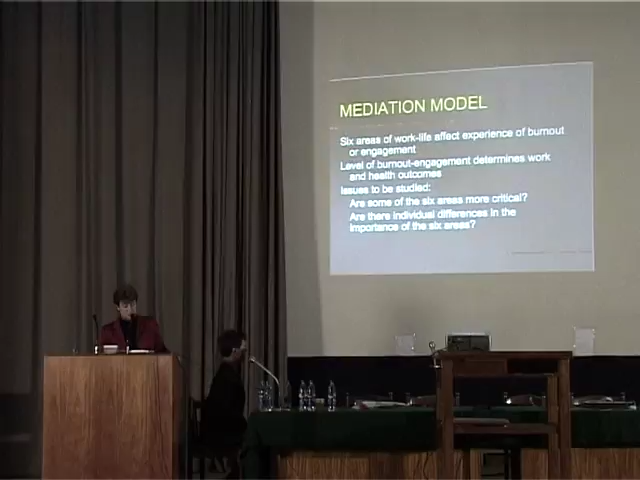 MEDIATION MODEL
Six areas of work-life affect experience of burnout
or engagement
Level of burnout-engagement determines work
and health outcomes
Issues to be studied:
Are some of the six areas more critical?
Are there individual differences in the
importance of the six areas?